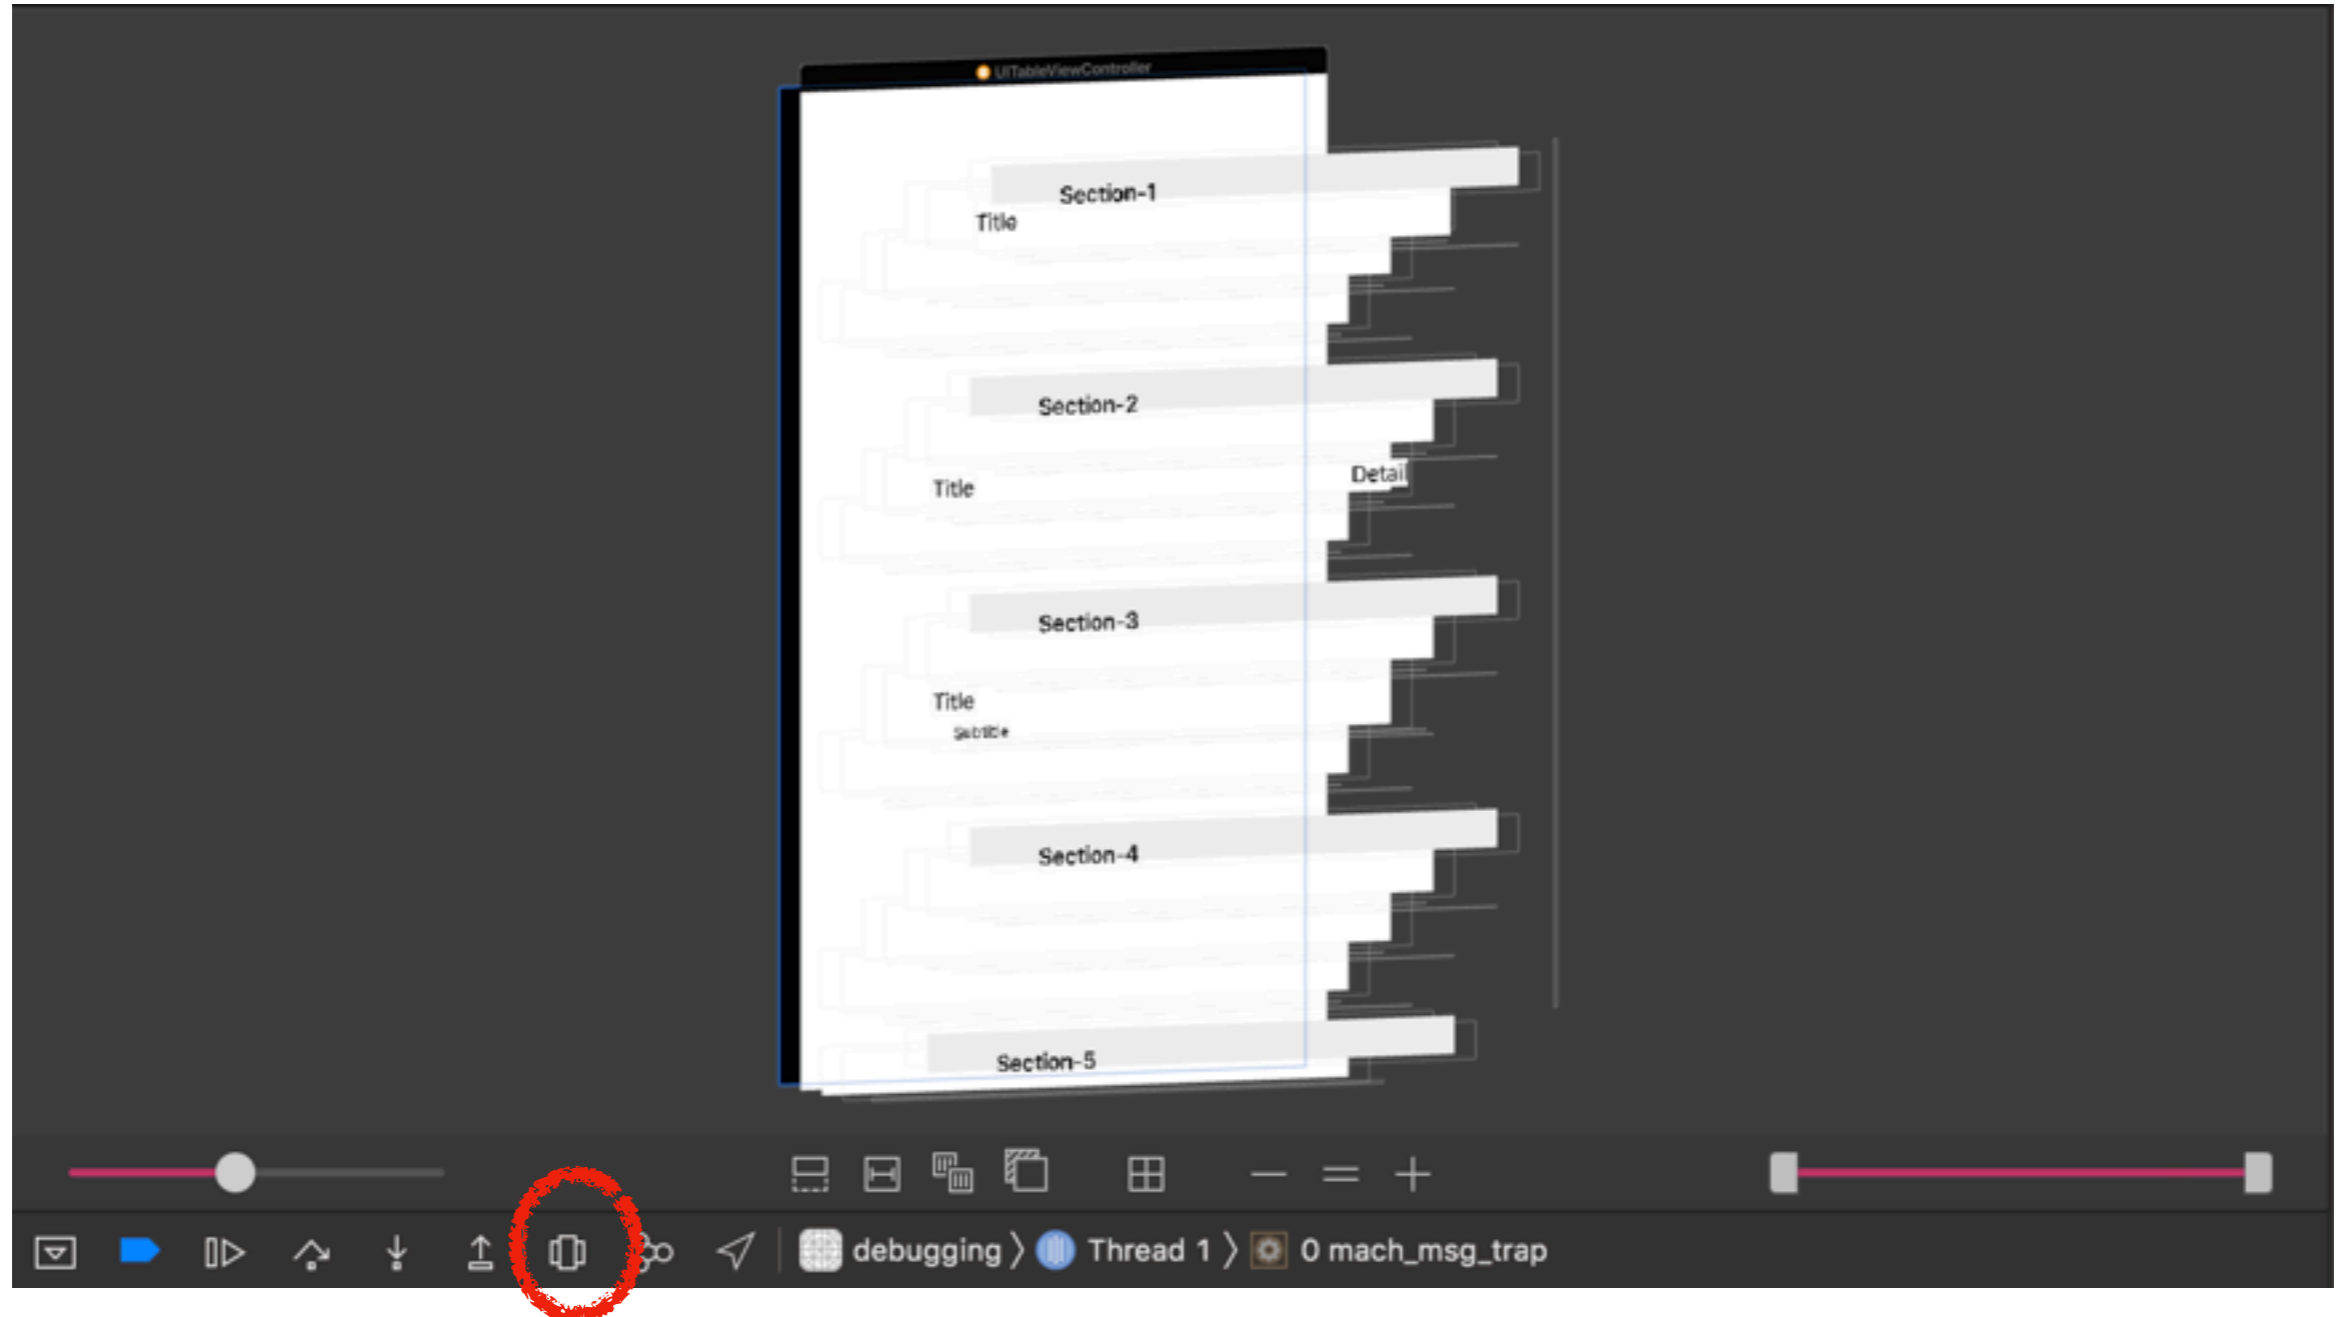 UITableViewController
Section-1
Title
Section-2
Title Detail
Section-3
Title
Subtitle
Section-4
Section-5
debugging 〉 Thread 1 〉 0 mach_msg_trap